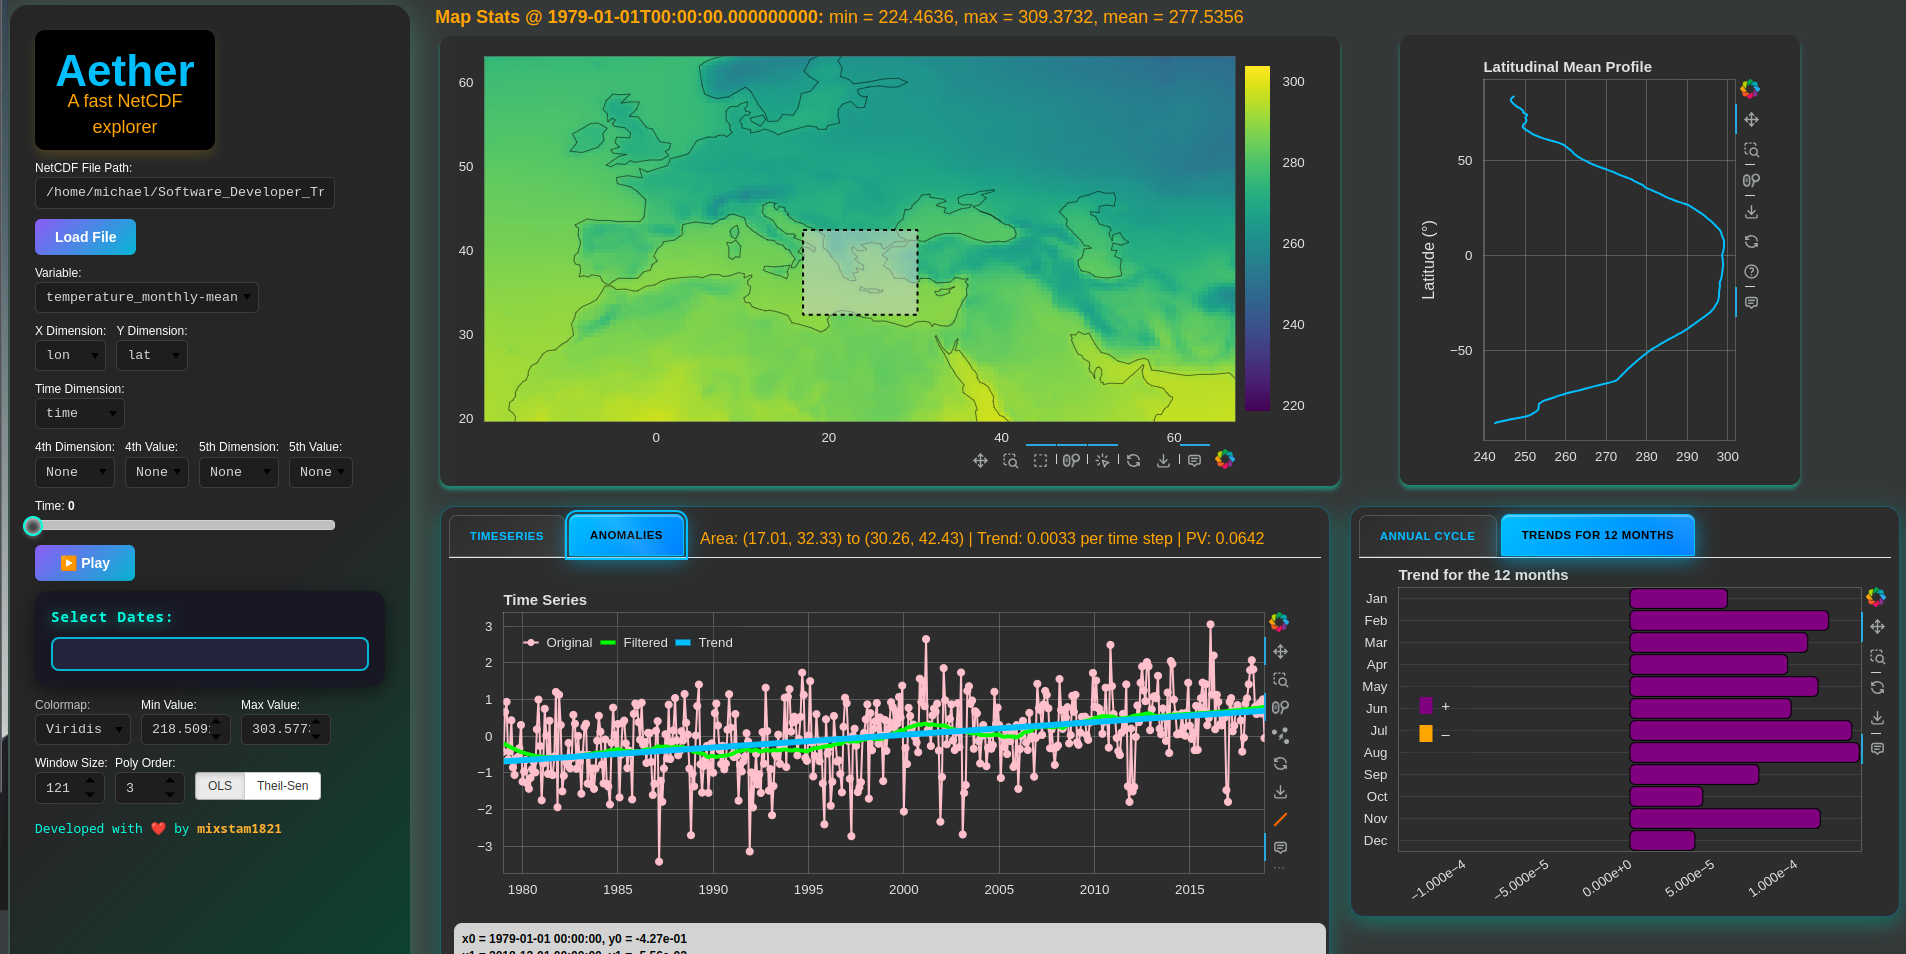 Aether
A fast NetCDF
explorer
NetCDF File Path:
/home/michael/Software_Developer_Tr
Load File
Variable:
temperature_monthly-mean
X Dimension: Y Dimension:
lon lat
Time Dimension:
time
4th Dimension: 4th Value: 5th Dimension: 5th Value:
None None None None
Time: 0
Play
Select Dates:
Colormap: Min Value: Max Value:
Viridis 218.509 303.577
Window Size: Poly Order:
121 3 OLS Theil-Sen
Developed with ❤️ by mixstam1821
Map Stats @ 1979-01-01T00:00:00.000000000: min = 224.4636, max = 309.3732, mean = 277.5356
60
50
40
30
20
0 20 40 60
300
280
260
240
220
Latitudinal Mean Profile
Latitude (°)
50
0
−50
240 250 260 270 280 290 300
TIMESERIES ANOMALIES Area: (17.01, 32.33) to (30.26, 42.43) | Trend: 0.0033 per time step | PV: 0.0642
Time Series
Original Filtered Trend
3
2
1
0
−1
−2
−3
1980 1985 1990 1995 2000 2005 2010 2015
x0 = 1979-01-01 00:00:00, y0 = -4.27e-01
ANNUAL CYCLE TRENDS FOR 12 MONTHS
Trend for the 12 months
Jan
Feb
Mar
Apr
May
Jun
Jul
Aug
Sep
Oct
Nov
Dec
+
−
−1.000e−4 −5.000e−5 0.000e+0 5.000e−5 1.000e−4